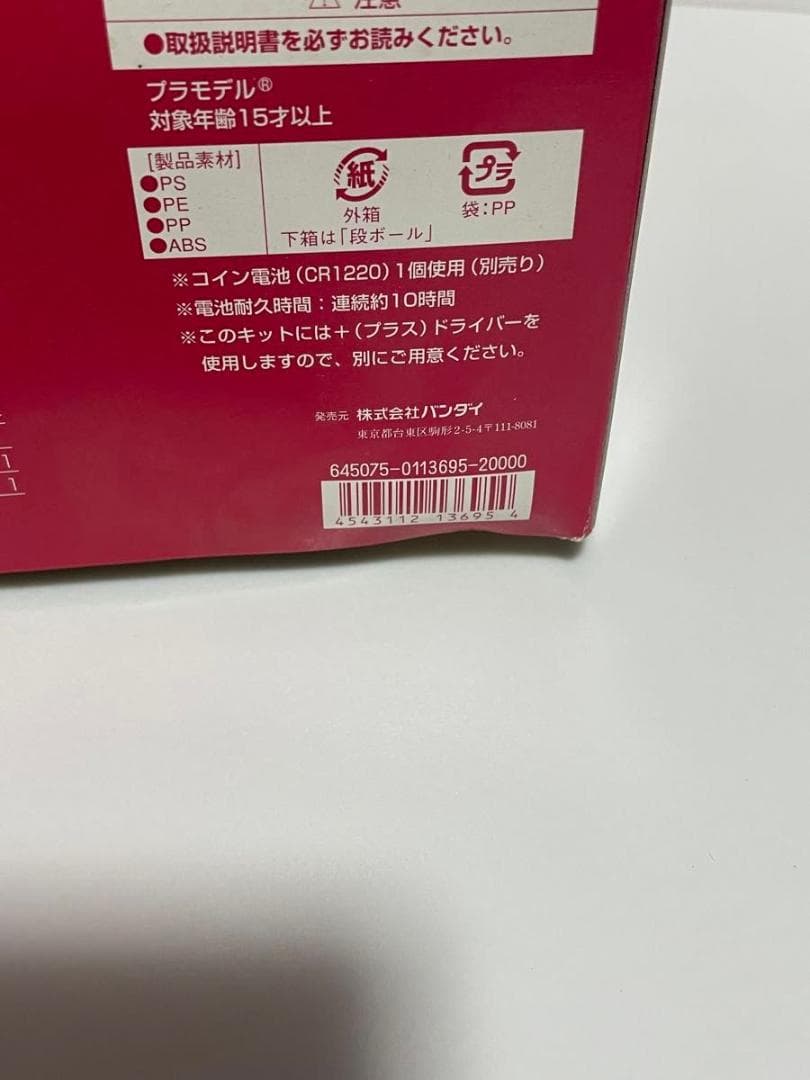 注意
●取扱説明書を必ずお読みください。
プラモデル®
対象年齢15才以上
[製品素材]
●PS
●PE
●PP
●ABS
紙
外箱
下箱は「段ボール」
プラ
袋:PP
※コイン電池(CR1220)1個使用(別売り)
※電池耐久時間:連続約10時間
※このキットには+(プラス)ドライバーを
使用しますので、別にご用意ください。
発売元 株式会社バンダイ
東京都台東区駒形2-5-4〒111-8081
645075-0113695-20000
4543112 13695 4
1
1